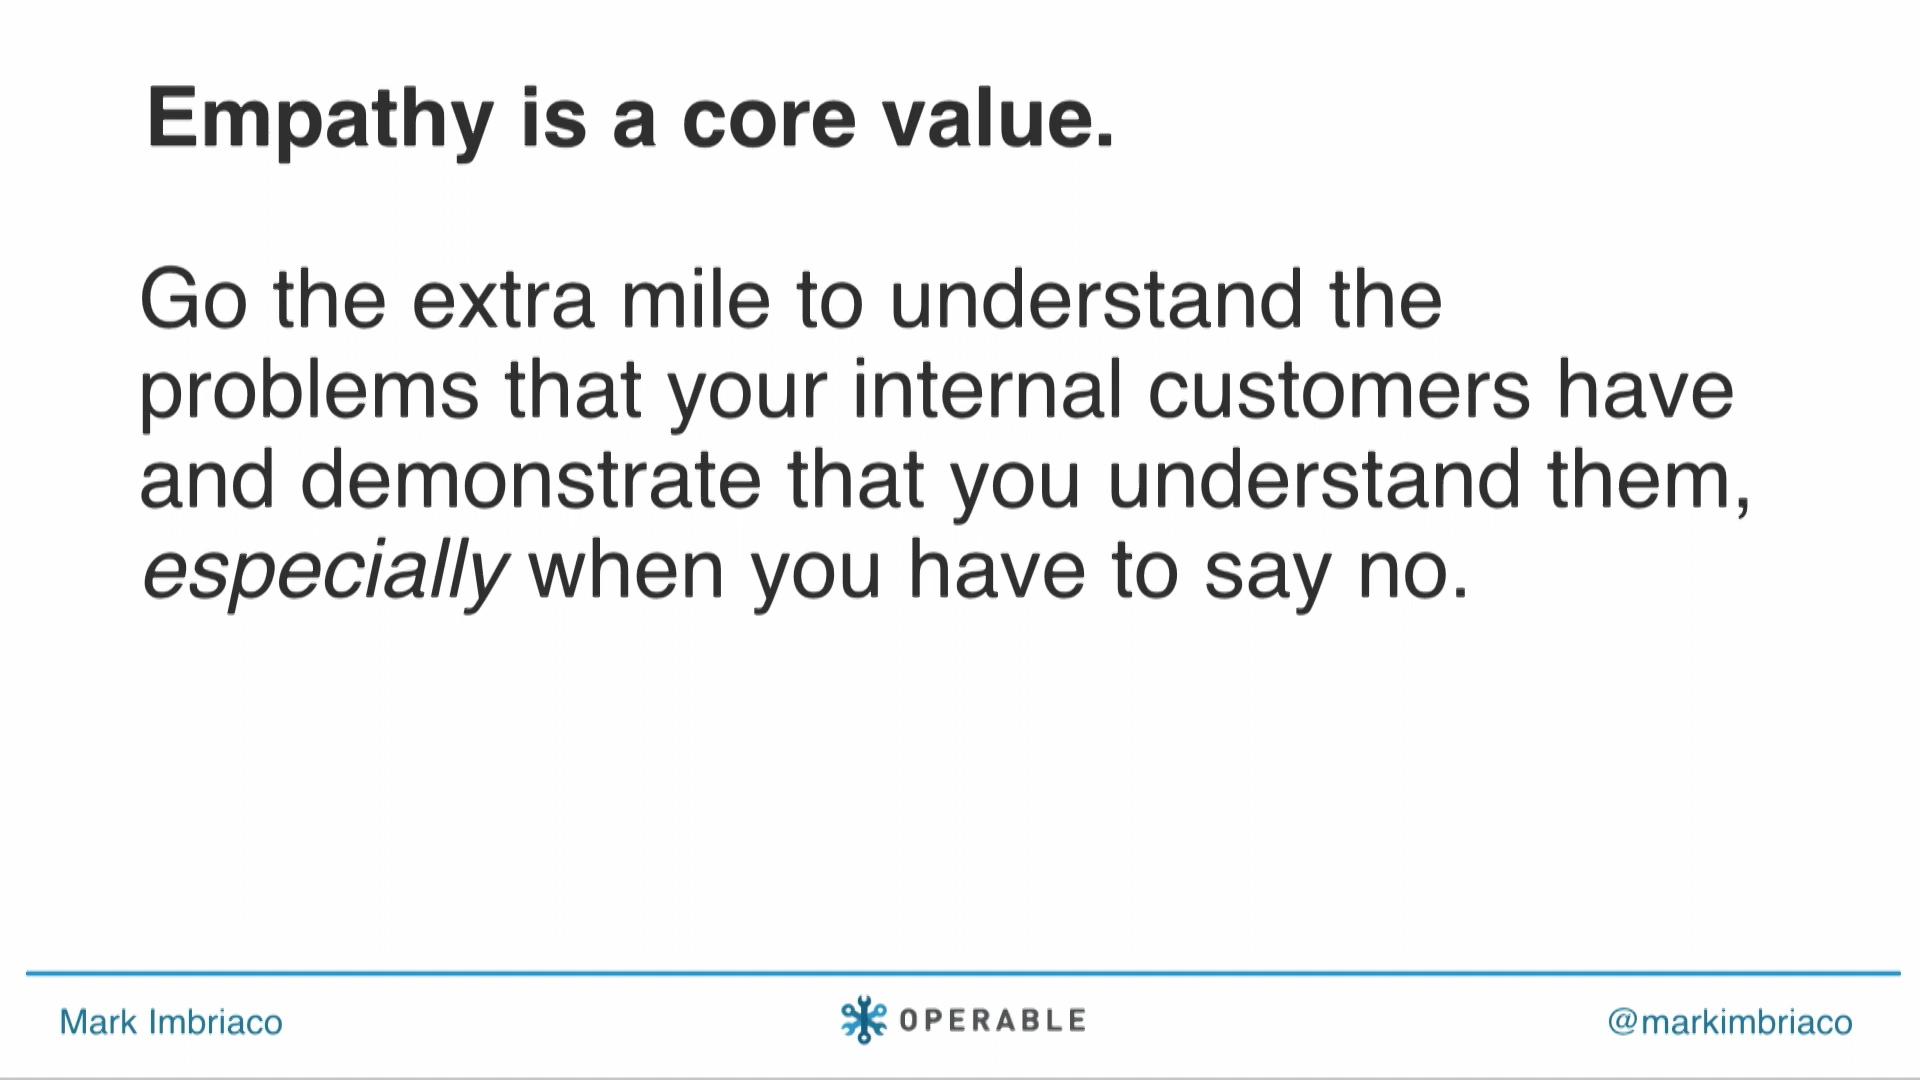 Empathy is a core value.
Go the extra mile to understand the
problems that your internal customers have
and demonstrate that you understand them,
especially when you have to say no.
Mark Imbriaco
OPERABLE
@markimbriaco